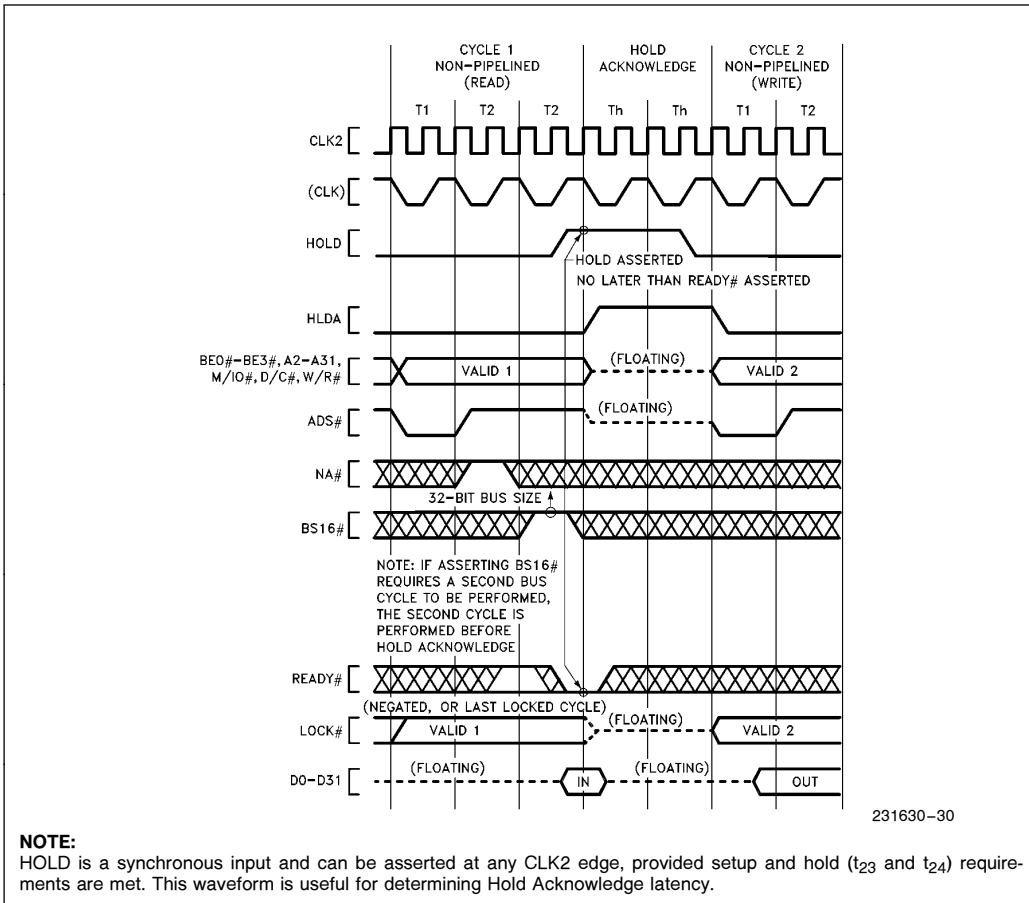 CYCLE 1
NON-PIPELINED
(READ)
HOLD
ACKNOWLEDGE
CYCLE 2
NON-PIPELINED
(WRITE)
T1 T2 T2 Th Th T1 T2
CLK2
(CLK)
HOLD
HOLD ASSERTED
NO LATER THAN READY# ASSERTED
HLDA
BE0#-BE3#, A2-A31,
M/IO#, D/C#, W/R#
VALID 1
(FLOATING)
VALID 2
ADS#
(FLOATING)
NA#
32-BIT BUS SIZE
BS16#
NOTE: IF ASSERTING BS16#
REQUIRES A SECOND BUS
CYCLE TO BE PERFORMED,
THE SECOND CYCLE IS
PERFORMED BEFORE
HOLD ACKNOWLEDGE
READY#
(NEGATED, OR LAST LOCKED CYCLE)
LOCK#
VALID 1
(FLOATING)
VALID 2
D0-D31
(FLOATING)
IN
(FLOATING)
OUT
231630–30
NOTE:
HOLD is a synchronous input and can be asserted at any CLK2 edge, provided setup and hold (t23 and t24) require-
ments are met. This waveform is useful for determining Hold Acknowledge latency.